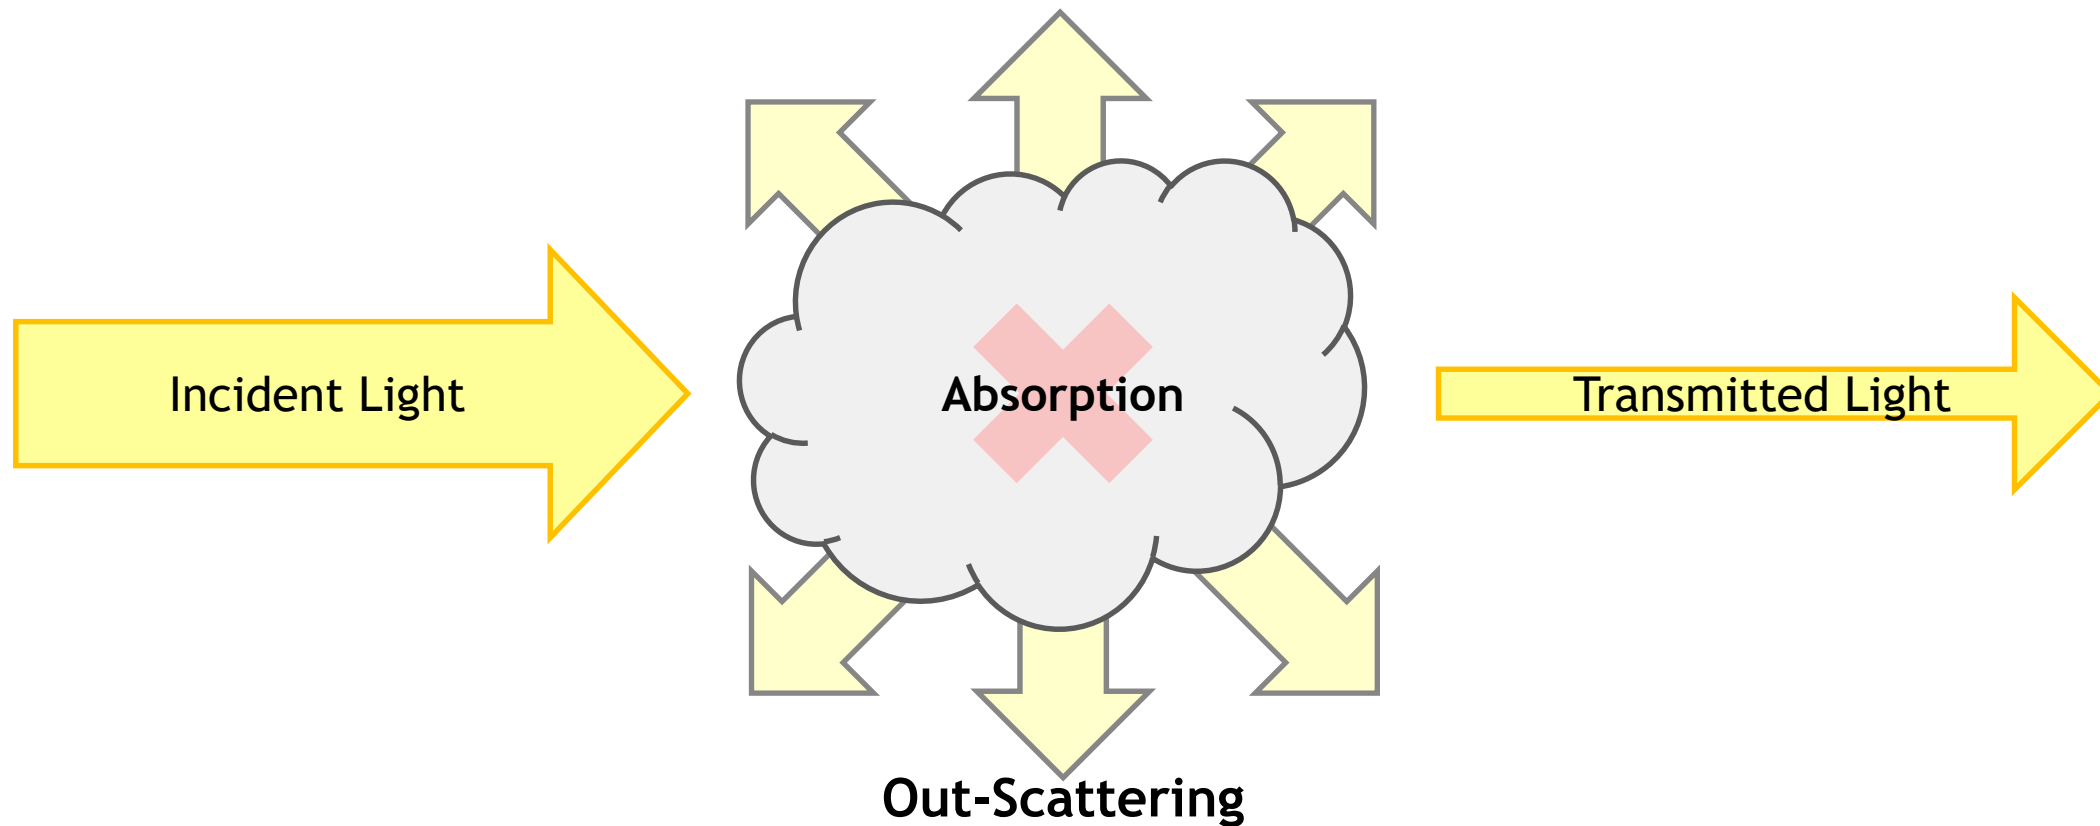 Incident Light
Absorption
Transmitted Light
Out-Scattering